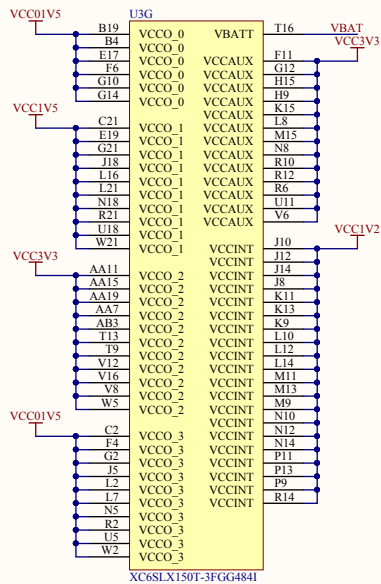 U3G
VCC01V5
B19 VCCO_0
B4 VCCO_0
E17 VCCO_0
F6 VCCO_0
G10 VCCO_0
G14 VCCO_0
VCC1V5
C21 VCCO_1
E19 VCCO_1
G21 VCCO_1
J18 VCCO_1
L16 VCCO_1
L21 VCCO_1
N18 VCCO_1
R21 VCCO_1
U18 VCCO_1
W21 VCCO_1
VCC3V3
AA11 VCCO_2
AA15 VCCO_2
AA19 VCCO_2
AA7 VCCO_2
AB3 VCCO_2
T13 VCCO_2
T9 VCCO_2
V12 VCCO_2
V16 VCCO_2
V8 VCCO_2
W5 VCCO_2
VCC01V5
C2 VCCO_3
F4 VCCO_3
G2 VCCO_3
J5 VCCO_3
L2 VCCO_3
L7 VCCO_3
N5 VCCO_3
R2 VCCO_3
U5 VCCO_3
W2 VCCO_3
VBATT T16 VBAT
VCC3V3
VCCAUX F11
VCCAUX G12
VCCAUX H15
VCCAUX H9
VCCAUX K15
VCCAUX L8
VCCAUX M15
VCCAUX N8
VCCAUX R10
VCCAUX R12
VCCAUX R6
VCCAUX U11
VCCAUX V6
VCC1V2
VCCINT J10
VCCINT J12
VCCINT J14
VCCINT J8
VCCINT K11
VCCINT K13
VCCINT K9
VCCINT L10
VCCINT L12
VCCINT L14
VCCINT M11
VCCINT M13
VCCINT M9
VCCINT N10
VCCINT N12
VCCINT N14
VCCINT P11
VCCINT P13
VCCINT P9
VCCINT R14
XC6SLX150T-3FGG484I